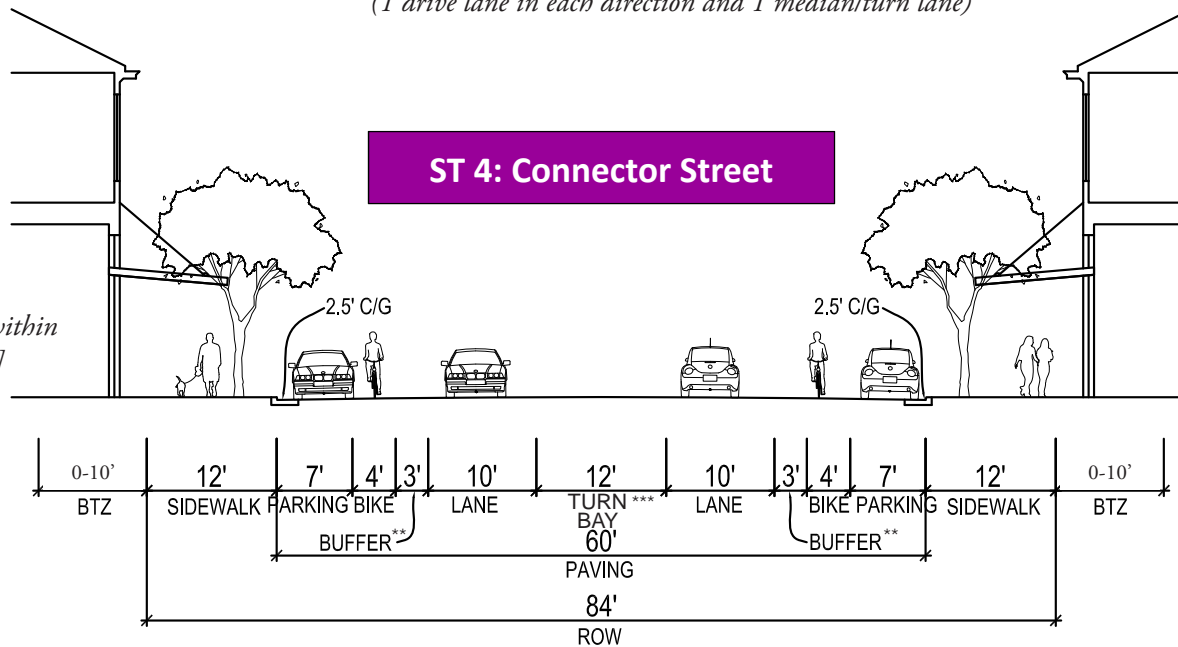 (1 drive lane in each direction and 1 median/turn lane)
ST 4: Connector Street
2.5' C/G 2.5' C/G
within
0-10’ 12' 7' 4' 3' 10' 12' 10' 3' 4' 7' 12' 0-10’
BTZ SIDEWALK PARKING BIKE LANE TURN *** LANE BIKE PARKING SIDEWALK BTZ
BAY
BUFFER** BUFFER**
60'
PAVING
84'
ROW